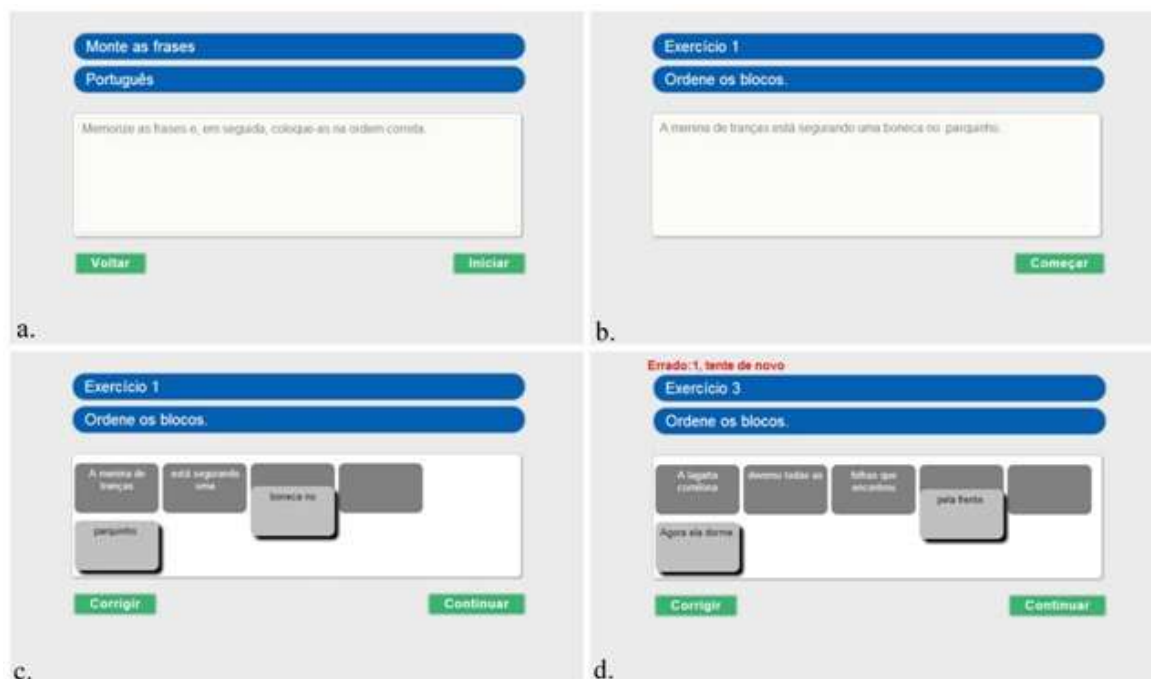 Monte as frases
Português
Memorize as frases e, em seguida, coloque-as na ordem correta.
Voltar
Iniciar
a.
Exercício 1
Ordene os blocos.
A menina de tranças está segurando uma boneca no parquinho.
Começar
b.
Exercício 1
Ordene os blocos.
A menina de
tranças
está segurando
uma
boneca no
parquinho
Corrigir
Continuar
c.
Errado:1, tente de novo
Exercício 3
Ordene os blocos.
A lagarta
comilona
devorou todas as
folhas que
encontrou
pela frente
Agora ela dorme
Corrigir
Continuar
d.